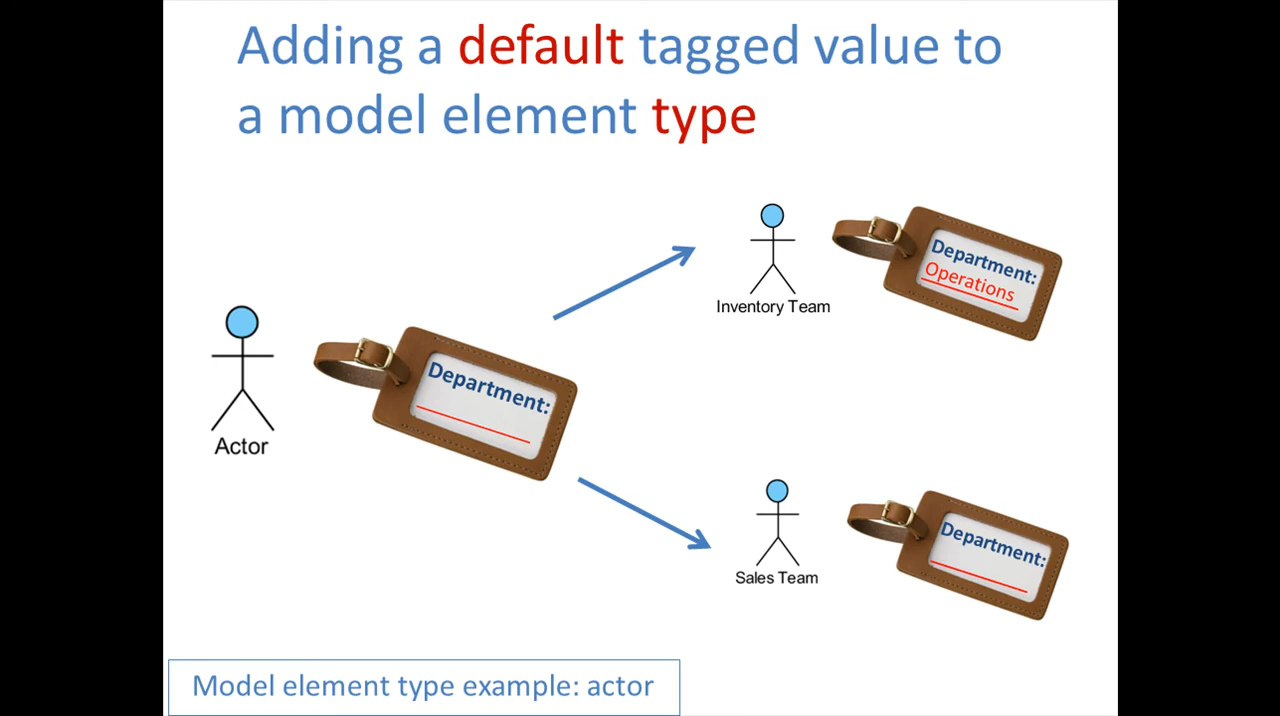 Adding a default tagged value to
a model element type
Department:
Operations
Inventory Team
Department:
Actor
Department:
Sales Team
Model element type example: actor